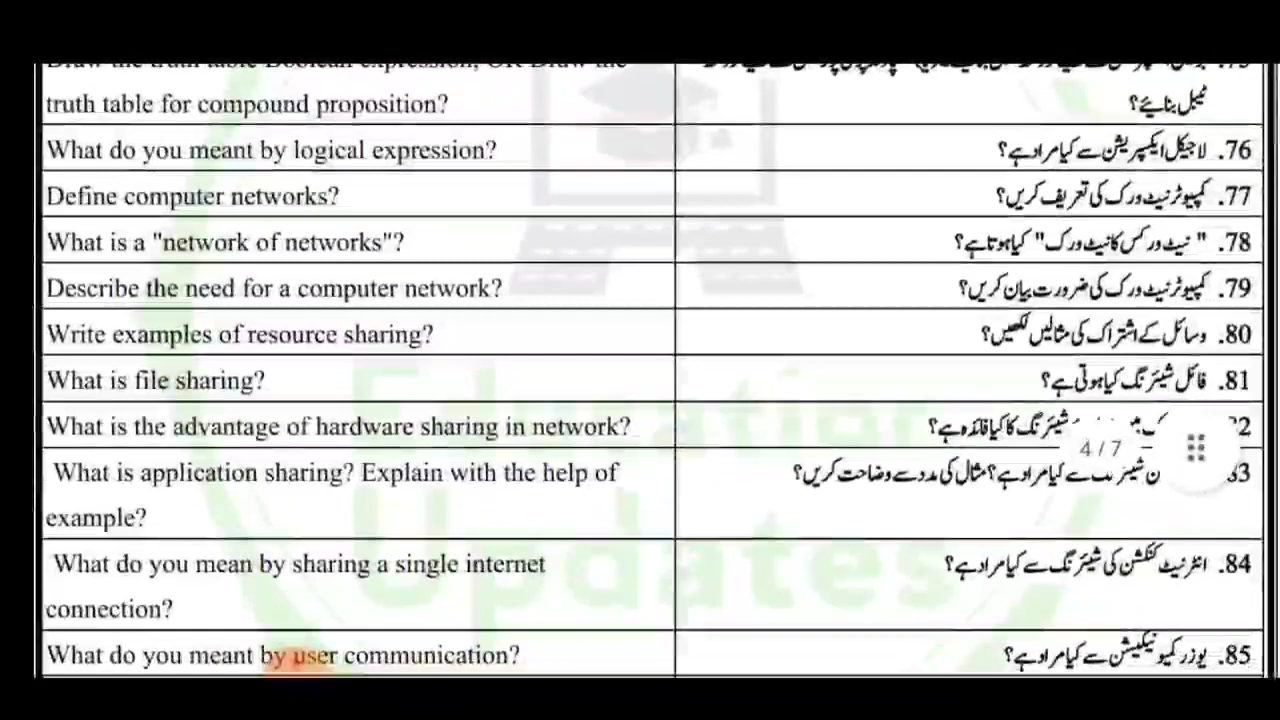 truth table for compound proposition?
ٹیبل بنائیے؟
What do you meant by logical expression?
76. لاجیکل ایکسپریشن سے کیا مراد ہے؟
Define computer networks?
77. کمپیوٹر نیٹ ورک کی تعریف کریں؟
What is a "network of networks"?
78. "نیٹ ورکس کا نیٹ ورک" کیا ہوتا ہے؟
Describe the need for a computer network?
79. کمپیوٹر نیٹ ورک کی ضرورت بیان کریں؟
Write examples of resource sharing?
80. وسائل کے اشتراک کی مثالیں لکھیں؟
What is file sharing?
81. فائل شیئرنگ کیا ہوتی ہے؟
What is the advantage of hardware sharing in network?
شیئرنگ کا کیا فائدہ ہے؟
4 / 7
What is application sharing? Explain with the help of
example?
شیئرنگ سے کیا مراد ہے؟ مثال کی مدد سے وضاحت کریں؟
What do you mean by sharing a single internet
connection?
84. انٹرنیٹ کنکشن کی شیئرنگ سے کیا مراد ہے؟
What do you meant by user communication?
85. یوزر کمیونیکیشن سے کیا مراد ہے؟
Education
Updates